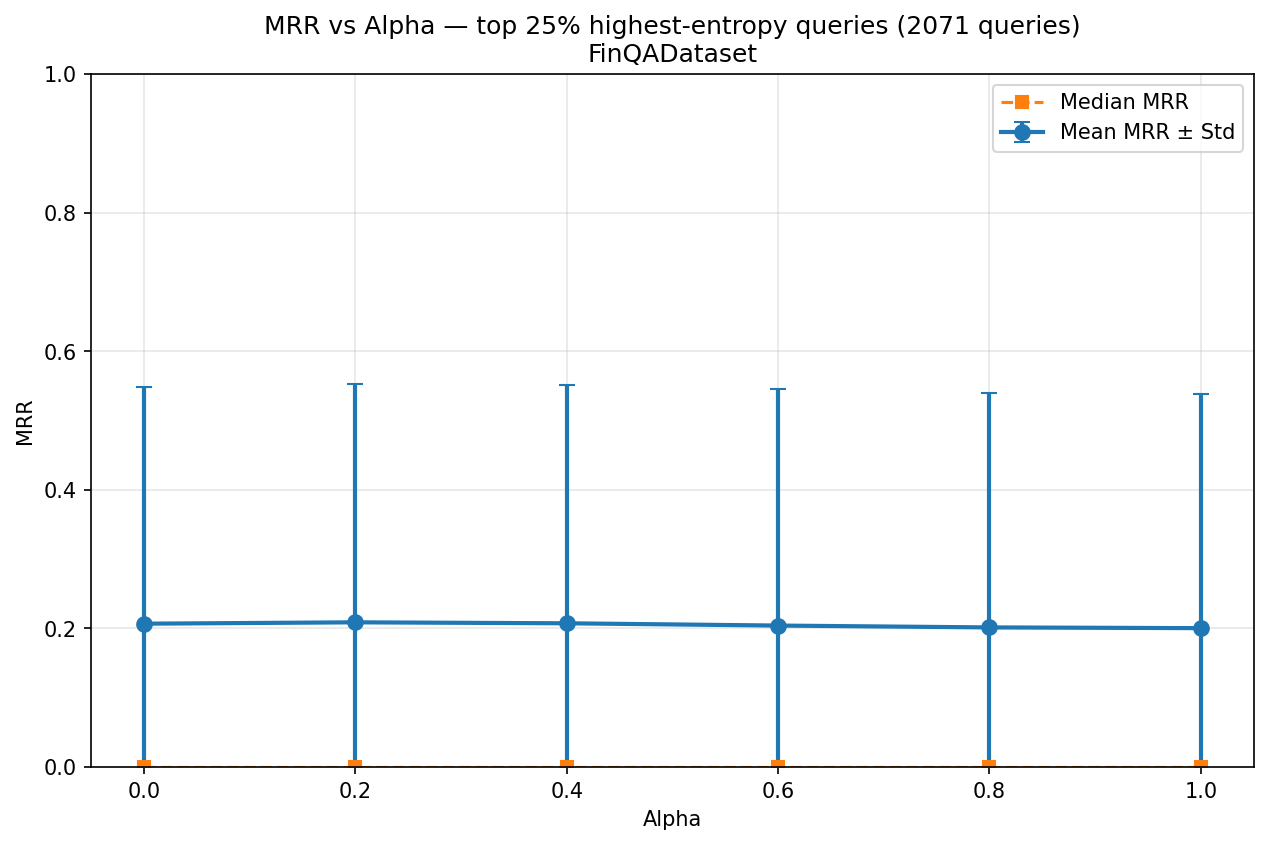 MRR vs Alpha — top 25% highest-entropy queries (2071 queries)
FinQADataset
Median MRR
Mean MRR ± Std
MRR
1.0
0.8
0.6
0.4
0.2
0.0
0.0 0.2 0.4 0.6 0.8 1.0
Alpha